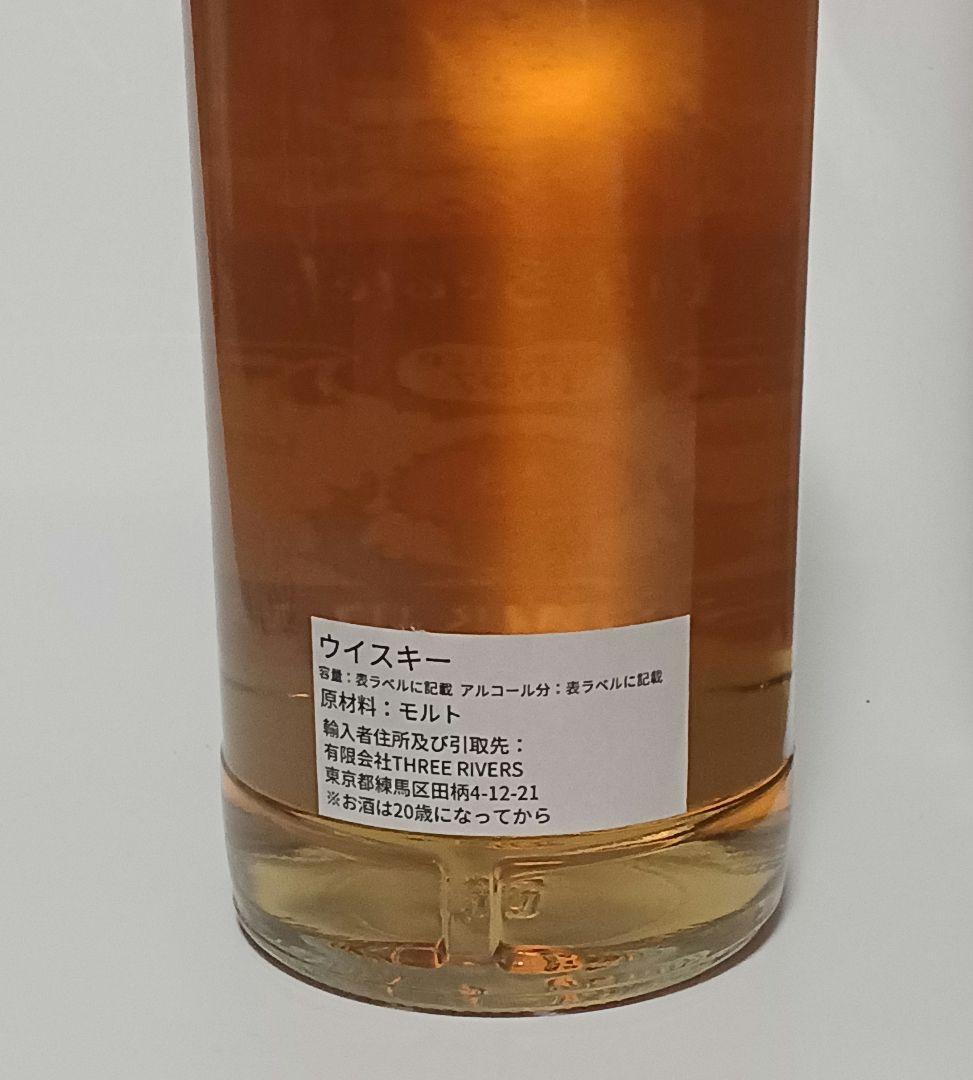 ウイスキー
容量：表ラベルに記載 アルコール分：表ラベルに記載
原材料：モルト
輸入者住所及び引取先：
有限会社THREE RIVERS
東京都練馬区田柄4-12-21
※お酒は20歳になってから